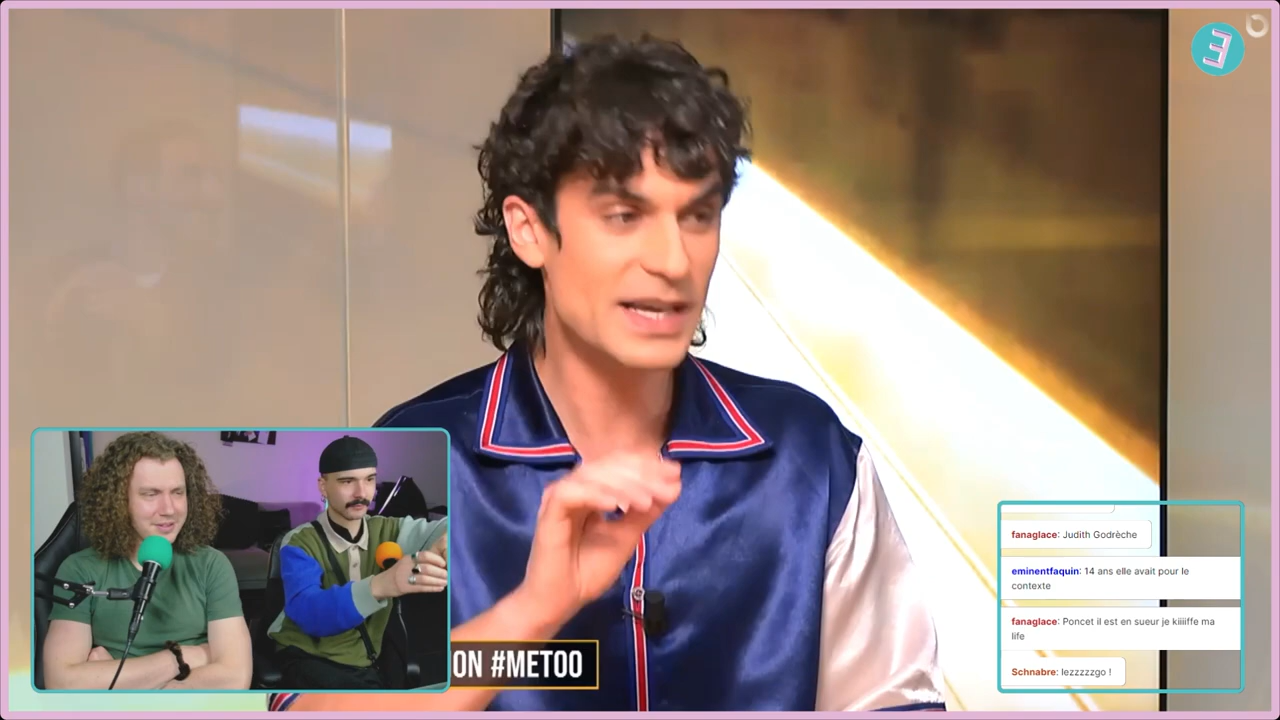 ON #METOO
fanaglace: Judith Godrèche
eminentfaquin: 14 ans elle avait pour le
contexte
fanaglace: Poncet il est en sueur je kiiiiffe ma
life
Schnabre: lezzzzzgo !